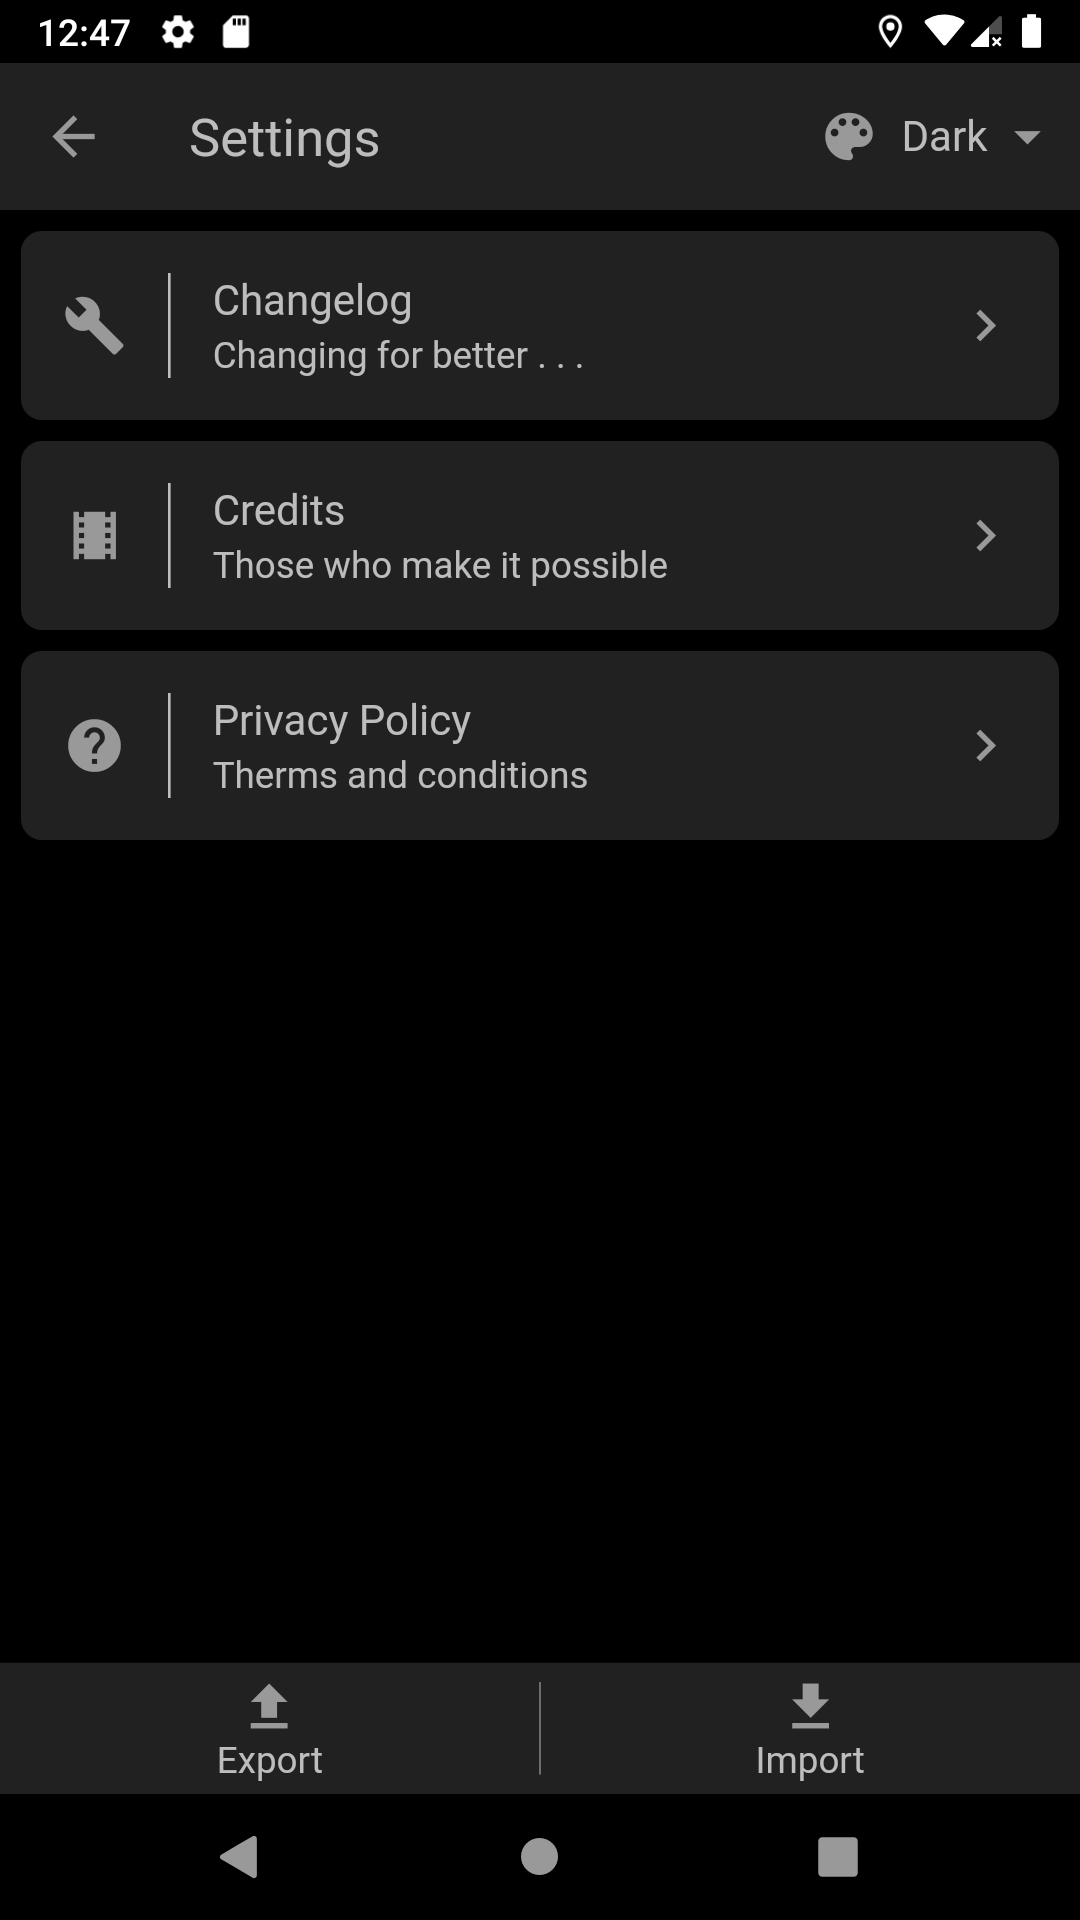 12:47
Settings
Dark
Changelog
Changing for better . . .
Credits
Those who make it possible
Privacy Policy
Therms and conditions
Export
Import